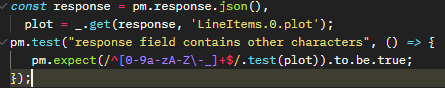 const response = pm.response.json(),
plot = _.get(response, 'LineItems.0.plot');
pm.test("response field contains other characters", () => {
pm.expect(/^[0-9a-zA-Z\-_]+$/.test(plot)).to.be.true;
});